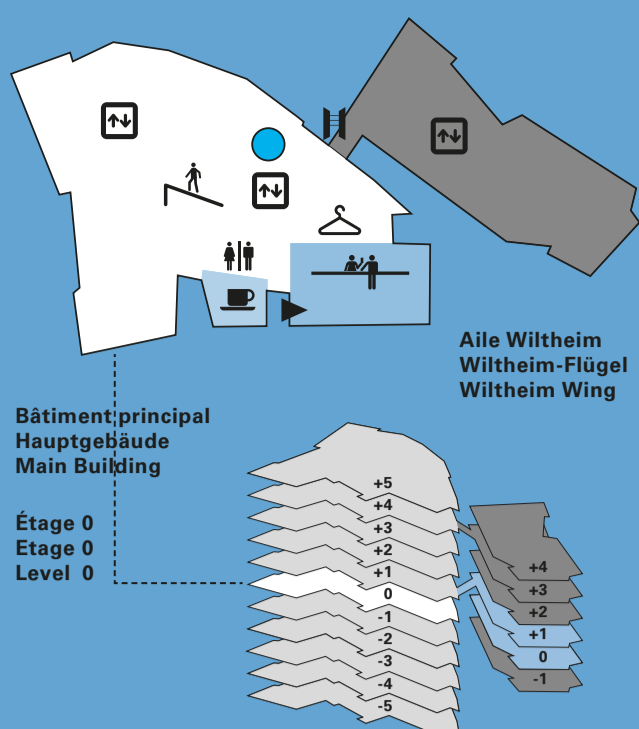 Aile Wiltheim
Wiltheim-Flügel
Wiltheim Wing
Bâtiment principal
Hauptgebäude
Main Building
Étage 0
Etage 0
Level 0
+5
+4
+3
+2
+1
0
-1
-2
-3
-4
-5
+4
+3
+2
+1
0
-1